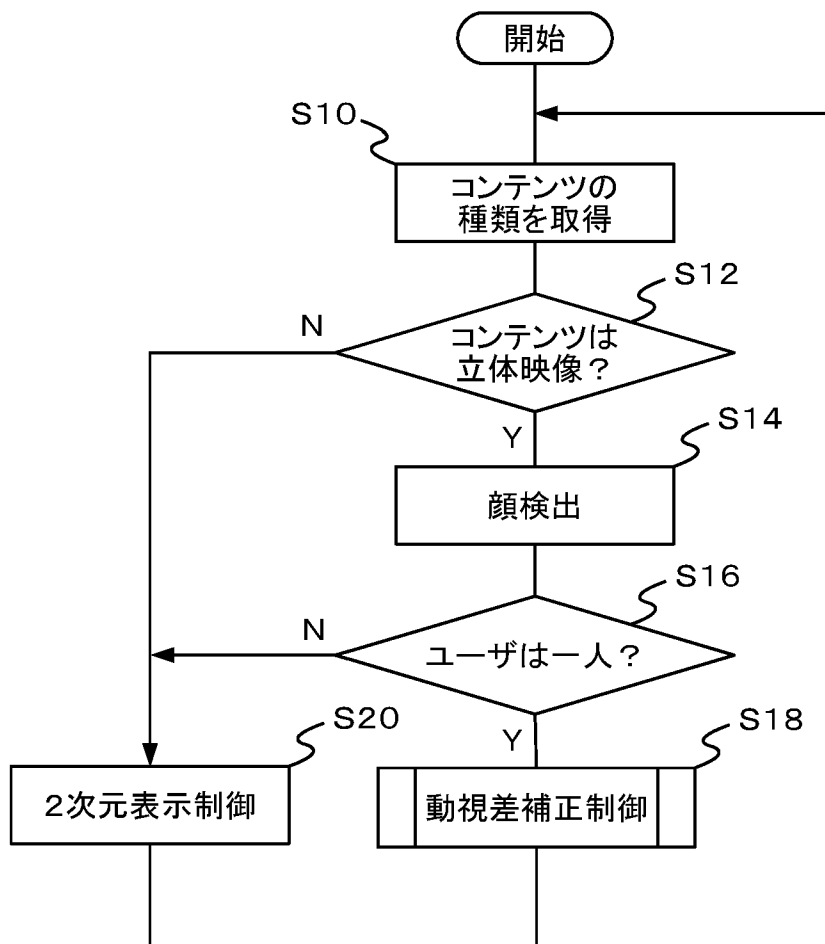 開始
S10
コンテンツの
種類を取得
S12
N
コンテンツは
立体映像？
Y
S14
顔検出
S16
N
ユーザは一人？
Y
S20
S18
2次元表示制御
動視差補正制御